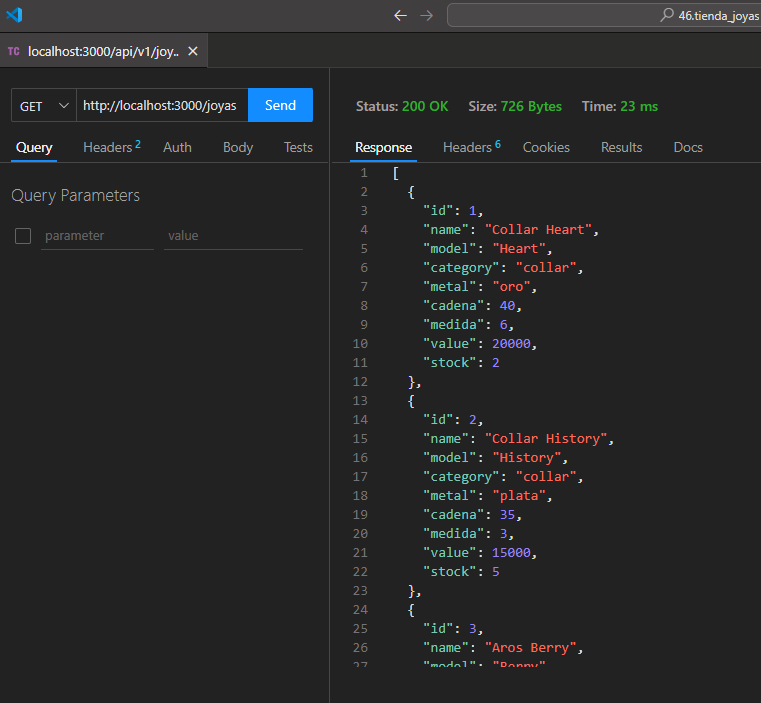 46.tienda_joyas
TC localhost:3000/api/v1/joy..
GET http://localhost:3000/joyas Send
Query Headers 2 Auth Body Tests
Query Parameters
parameter value
Status: 200 OK Size: 726 Bytes Time: 23 ms
Response Headers 6 Cookies Results Docs
1 [
2 {
3 "id": 1,
4 "name": "Collar Heart",
5 "model": "Heart",
6 "category": "collar",
7 "metal": "oro",
8 "cadena": 40,
9 "medida": 6,
10 "value": 20000,
11 "stock": 2
12 },
13 {
14 "id": 2,
15 "name": "Collar History",
16 "model": "History",
17 "category": "collar",
18 "metal": "plata",
19 "cadena": 35,
20 "medida": 3,
21 "value": 15000,
22 "stock": 5
23 },
24 {
25 "id": 3,
26 "name": "Aros Berry",
27 "model": "Berry"